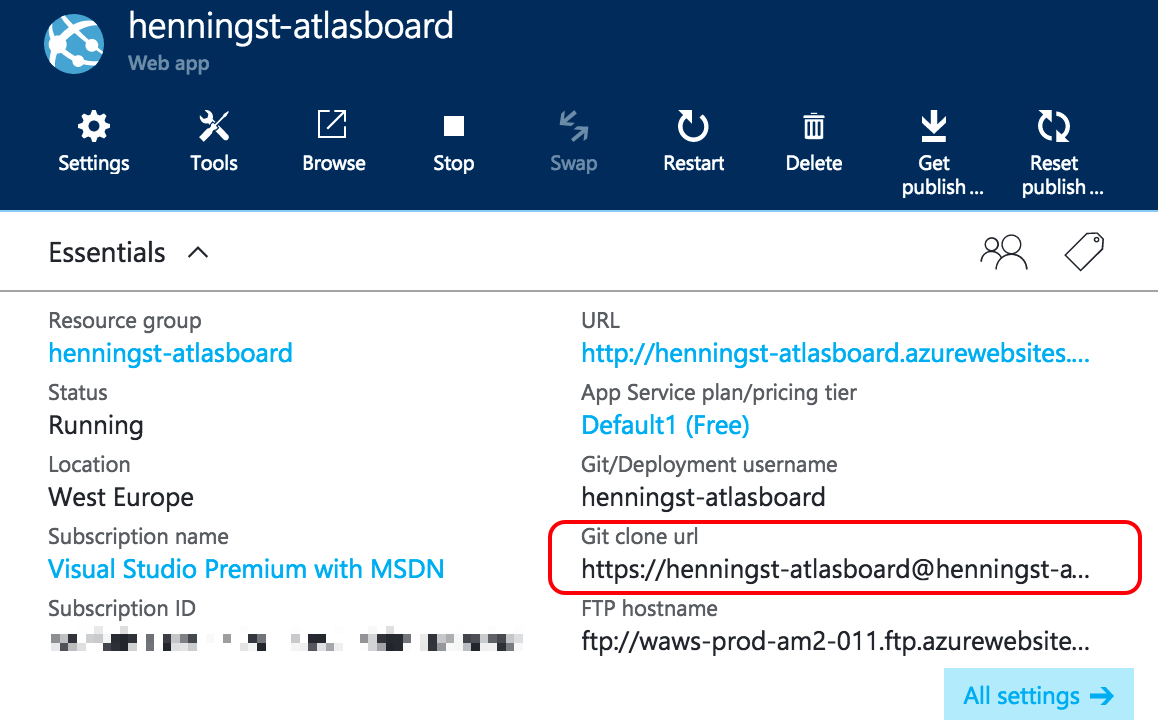 henningst-atlasboard
Web app
Settings
Tools
Browse
Stop
Swap
Restart
Delete
Get
publish ...
Reset
publish ...
Essentials
Resource group
henningst-atlasboard
Status
Running
Location
West Europe
Subscription name
Visual Studio Premium with MSDN
Subscription ID
URL
http://henningst-atlasboard.azurewebsites....
App Service plan/pricing tier
Default1 (Free)
Git/Deployment username
henningst-atlasboard
Git clone url
https://henningst-atlasboard@henningst-a...
FTP hostname
ftp://waws-prod-am2-011.ftp.azurewebsite...
All settings